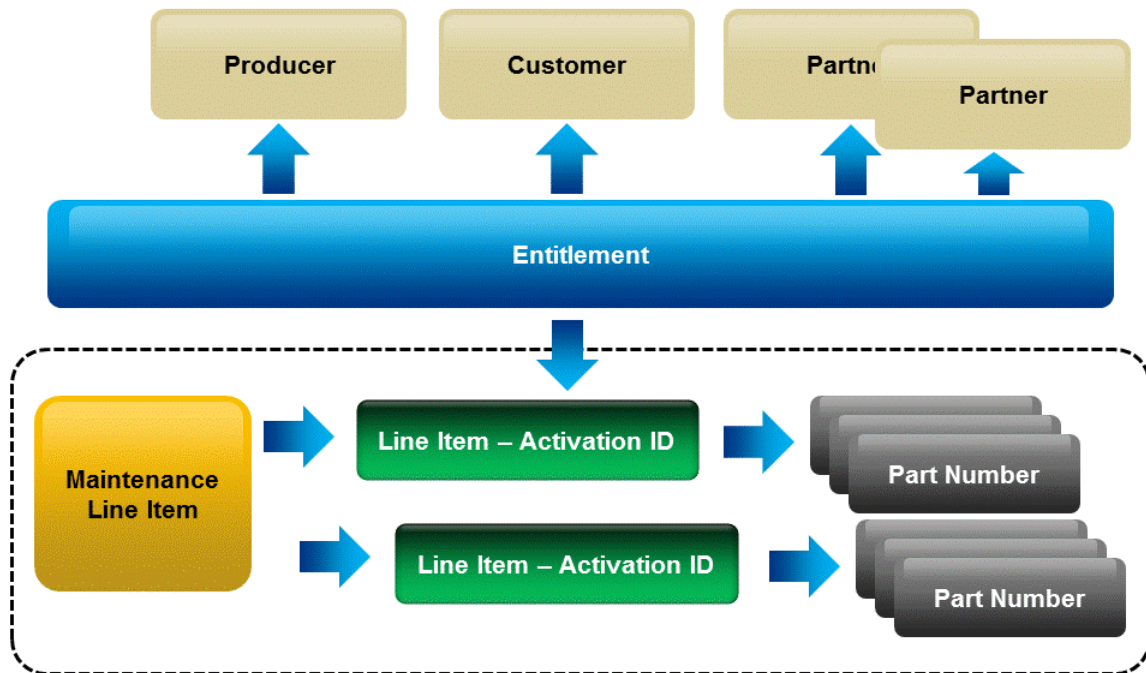 Producer
Customer
Partne
Partner
Entitlement
Maintenance
Line Item
Line Item – Activation ID
Part Number
Line Item – Activation ID
Part Number